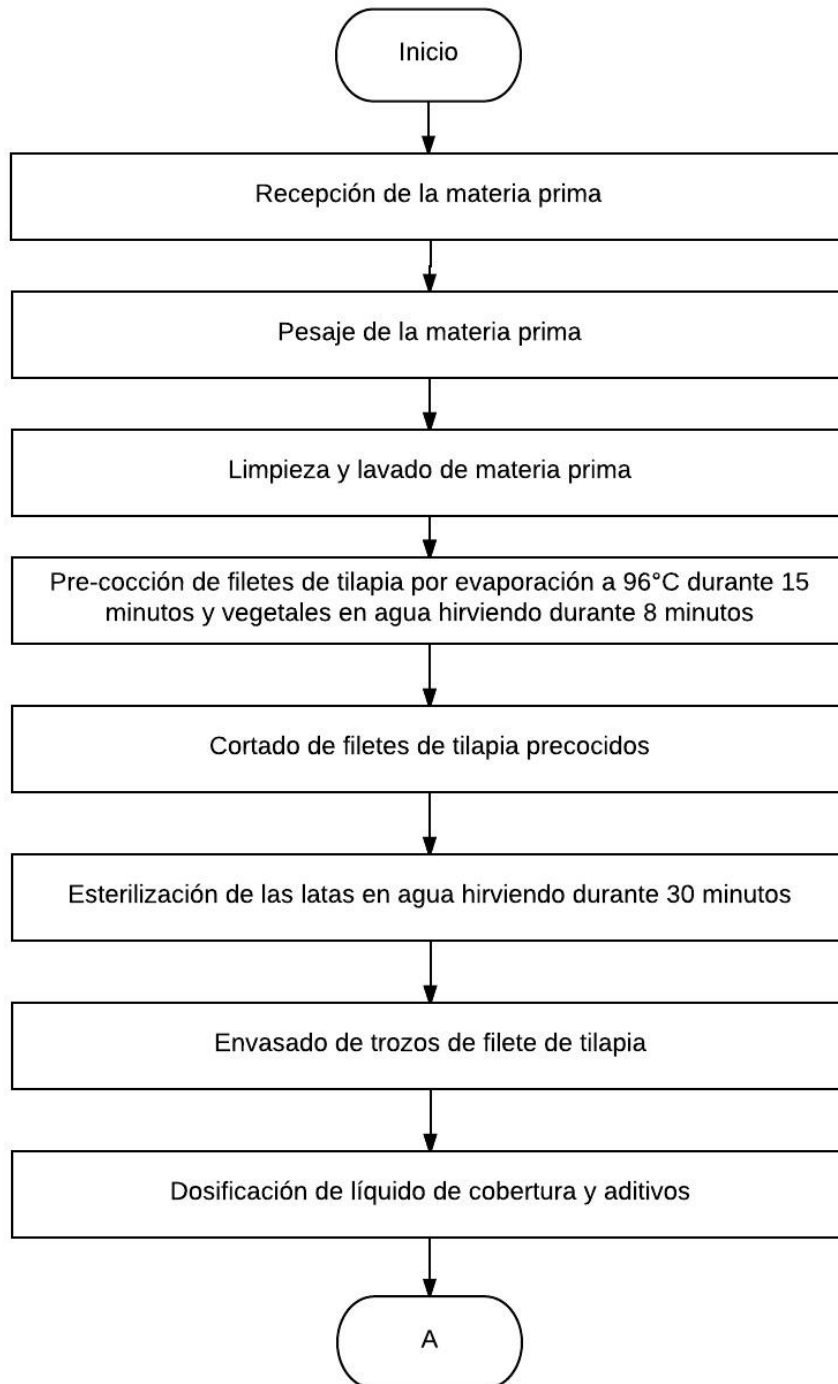 Inicio
Recepción de la materia prima
Pesaje de la materia prima
Limpieza y lavado de materia prima
Pre-cocción de filetes de tilapia por evaporación a 96°C durante 15
minutos y vegetales en agua hirviendo durante 8 minutos
Cortado de filetes de tilapia precocidos
Esterilización de las latas en agua hirviendo durante 30 minutos
Envasado de trozos de filete de tilapia
Dosificación de líquido de cobertura y aditivos
A